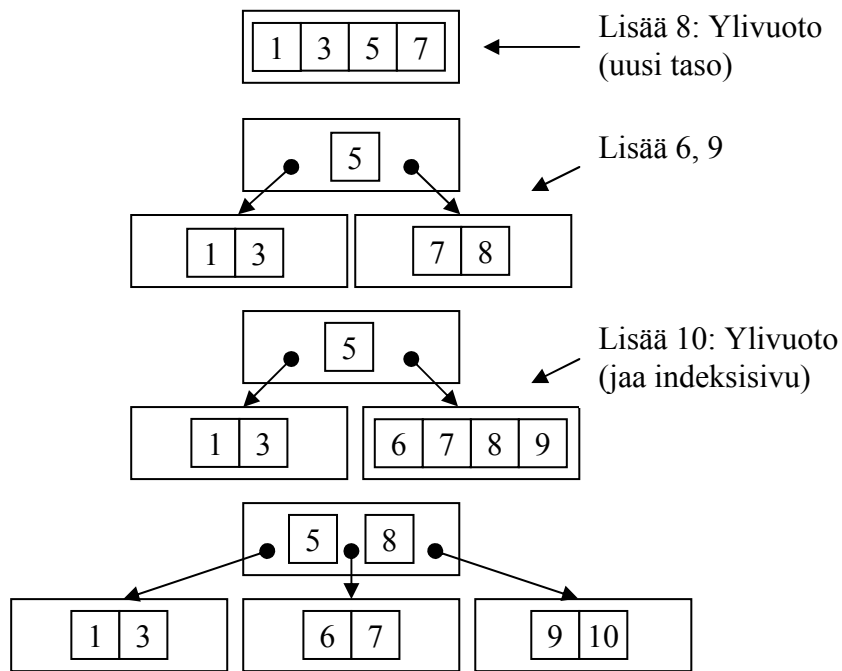 1 3 5 7
Lisää 8: Ylivuoto
(uusi taso)
5
Lisää 6, 9
1 3
7 8
5
Lisää 10: Ylivuoto
(jaa indeksisivu)
1 3
6 7 8 9
5 8
1 3
6 7
9 10